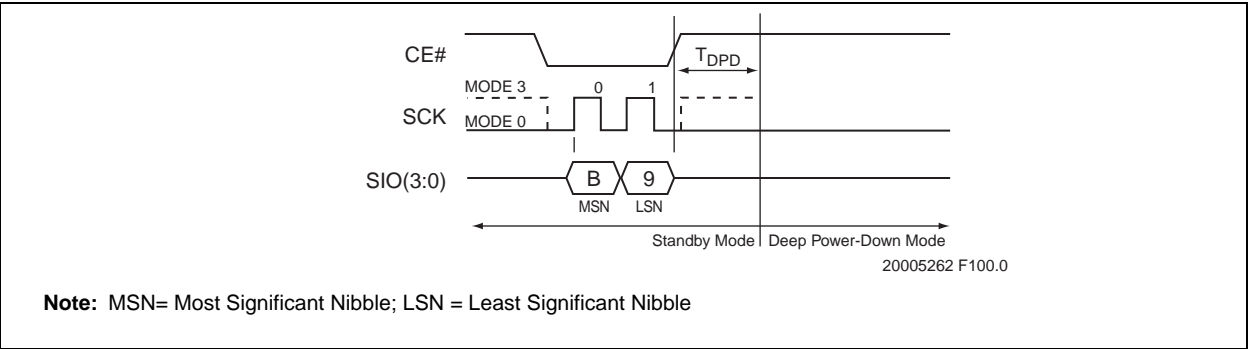 CE#
T_DPD
MODE 3
0 1
SCK
MODE 0
SIO(3:0)
B 9
MSN LSN
Standby Mode Deep Power-Down Mode
20005262 F100.0
Note: MSN= Most Significant Nibble; LSN = Least Significant Nibble